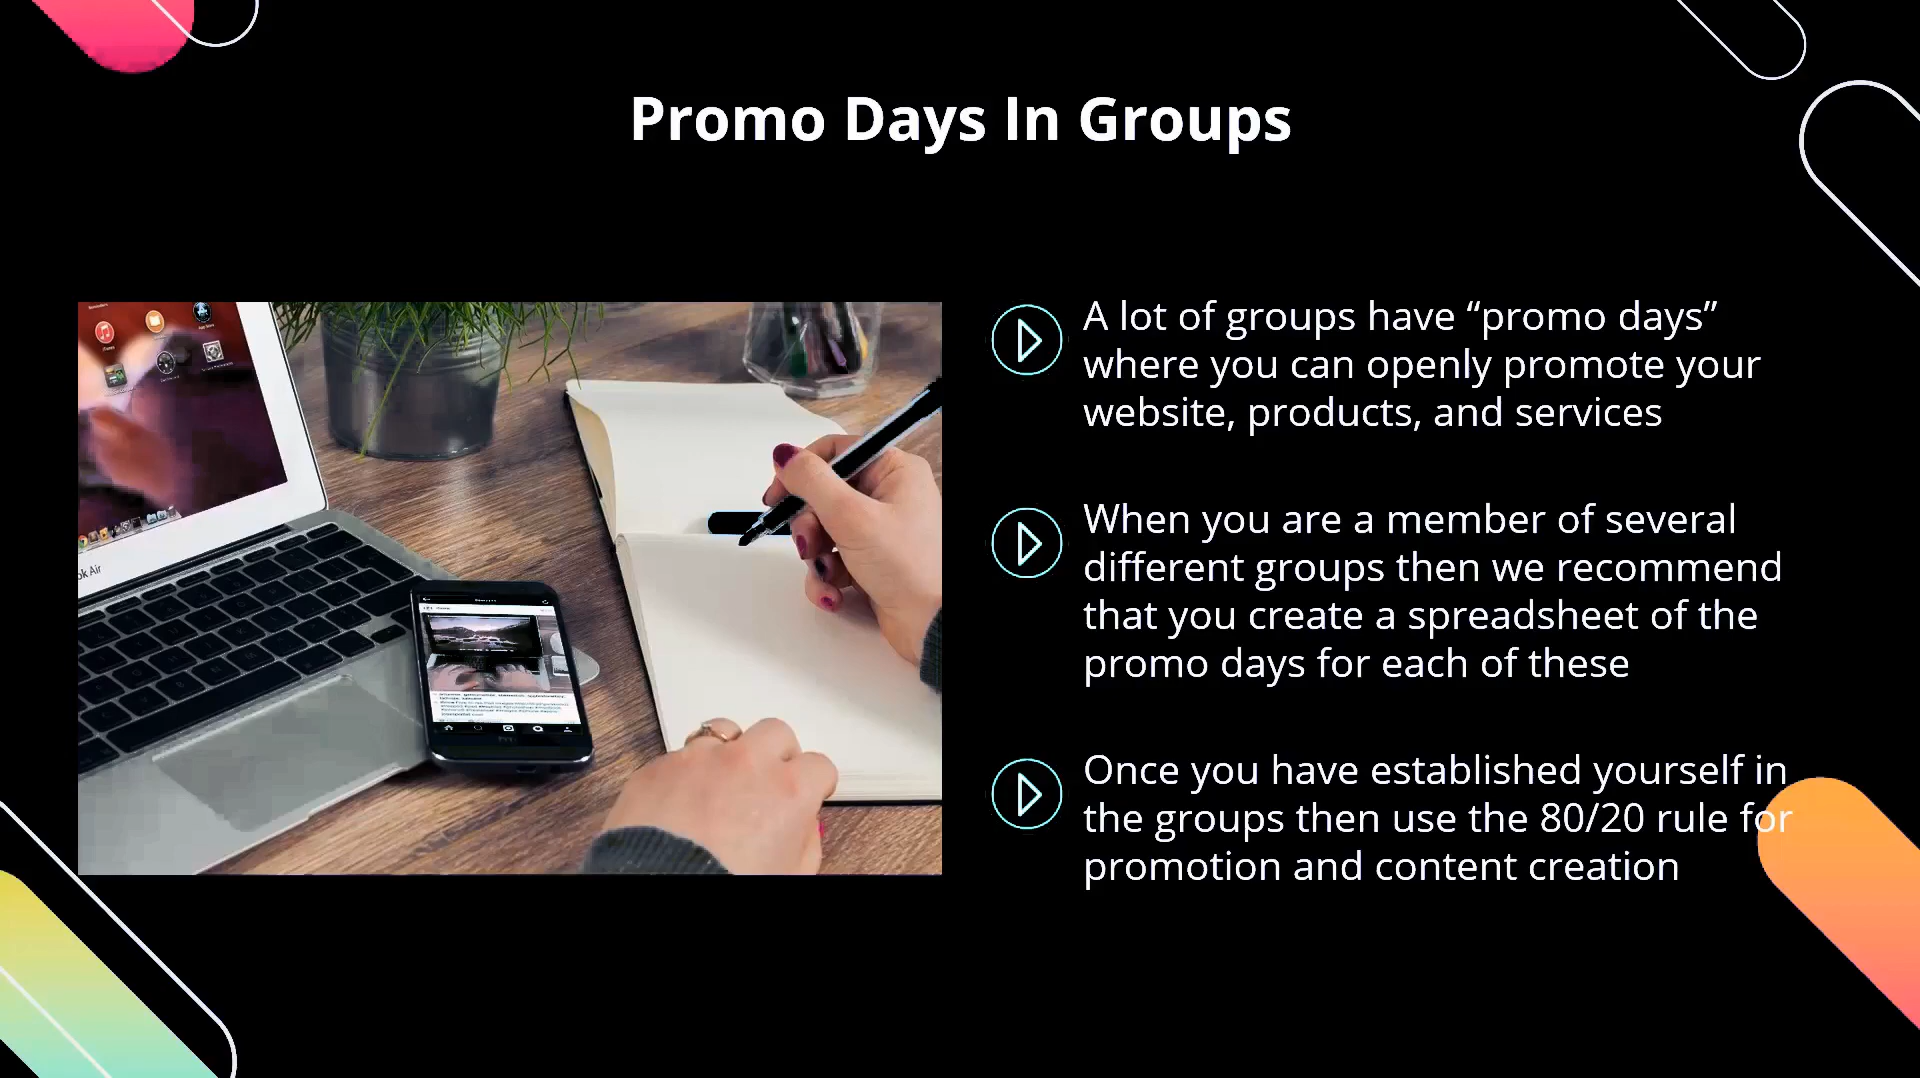 Promo Days In Groups
A lot of groups have “promo days”
where you can openly promote your
website, products, and services
When you are a member of several
different groups then we recommend
that you create a spreadsheet of the
promo days for each of these
Once you have established yourself in
the groups then use the 80/20 rule for
promotion and content creation
ok Air